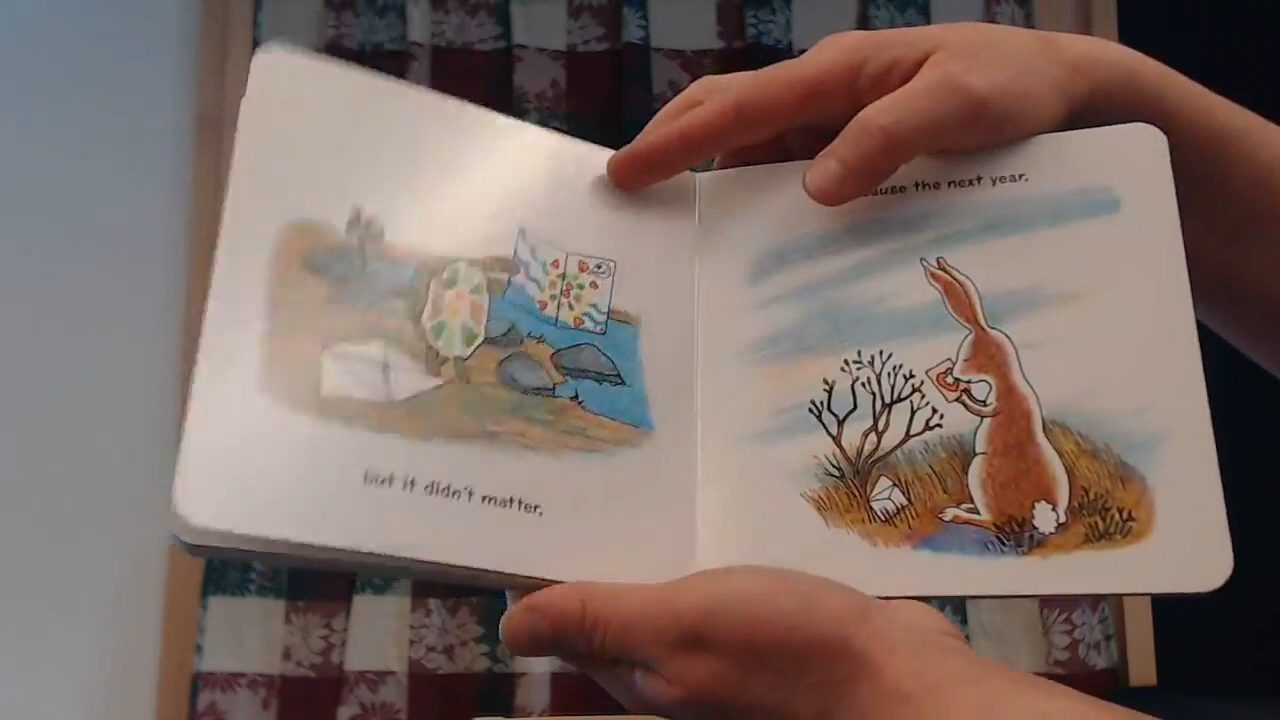 but it didn't matter,
the next year.